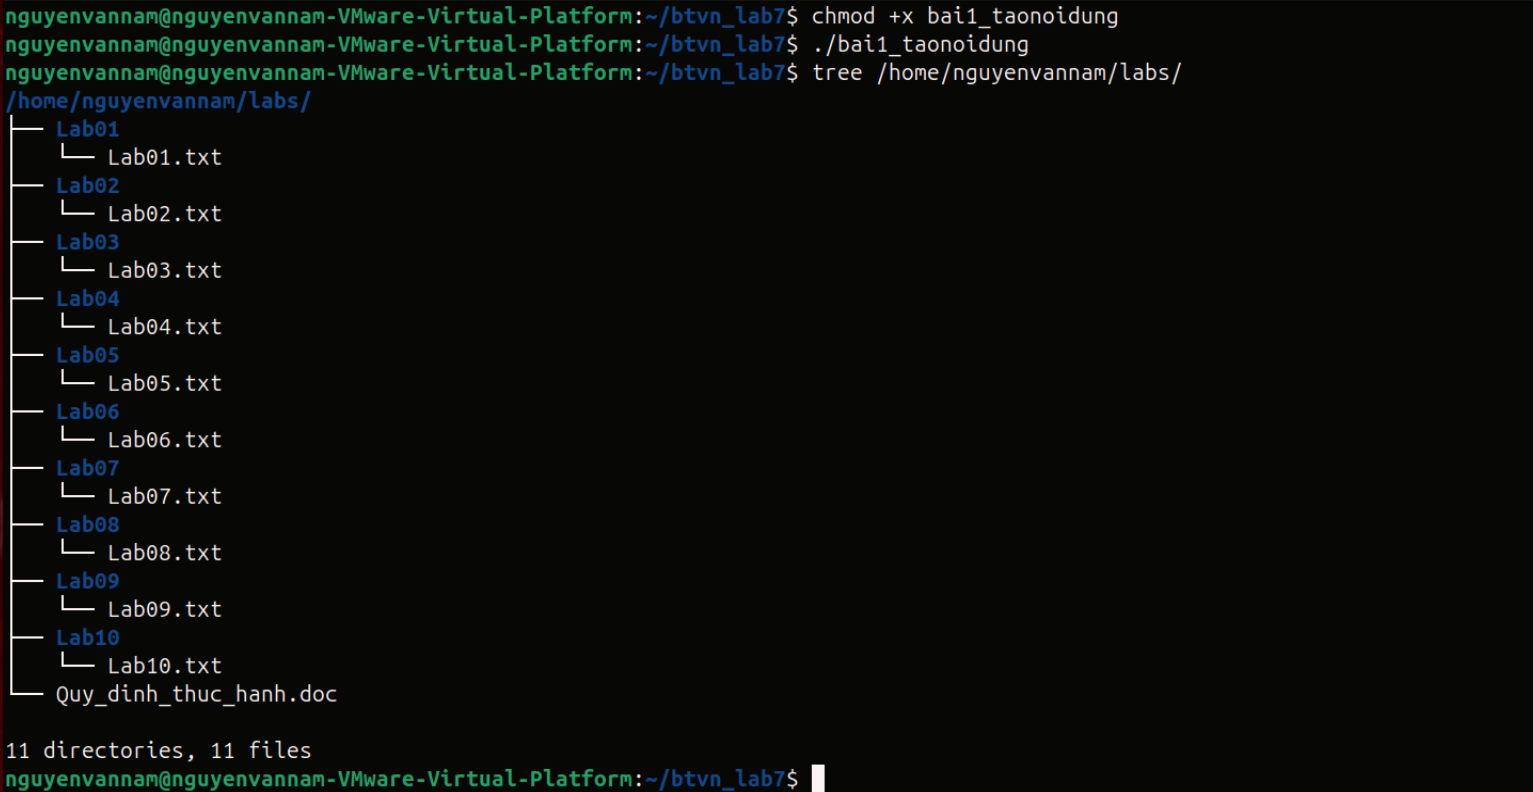 nguyenvannam@nguyenvannam-VMware-Virtual-Platform:~/btvn_lab7$ chmod +x bai1_taonoidung
nguyenvannam@nguyenvannam-VMware-Virtual-Platform:~/btvn_lab7$ ./bai1_taonoidung
nguyenvannam@nguyenvannam-VMware-Virtual-Platform:~/btvn_lab7$ tree /home/nguyenvannam/labs/
/home/nguyenvannam/labs/
├── Lab01
│   └── Lab01.txt
├── Lab02
│   └── Lab02.txt
├── Lab03
│   └── Lab03.txt
├── Lab04
│   └── Lab04.txt
├── Lab05
│   └── Lab05.txt
├── Lab06
│   └── Lab06.txt
├── Lab07
│   └── Lab07.txt
├── Lab08
│   └── Lab08.txt
├── Lab09
│   └── Lab09.txt
├── Lab10
│   └── Lab10.txt
└── Quy_dinh_thuc_hanh.doc
11 directories, 11 files
nguyenvannam@nguyenvannam-VMware-Virtual-Platform:~/btvn_lab7$